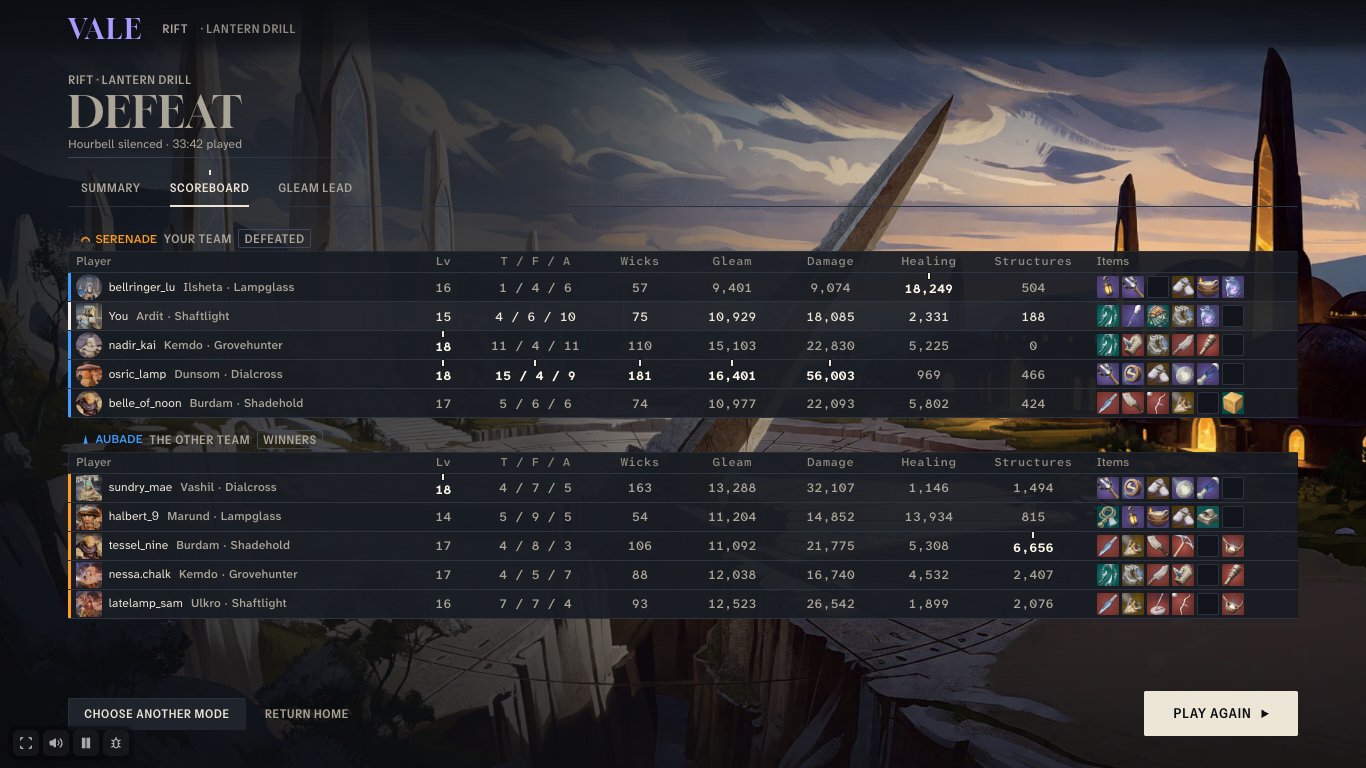 VALE RIFT · LANTERN DRILL
RIFT · LANTERN DRILL
DEFEAT
Hourbell silenced · 33:42 played
SUMMARY SCOREBOARD GLEAM LEAD
SERENADE YOUR TEAM DEFEATED
Player Lv T / F / A Wicks Gleam Damage Healing Structures Items
bellringer_lu Ilsheta · Lampglass 16 1 / 4 / 6 57 9,401 9,074 18,249 504
You Ardit · Shaftlight 15 4 / 6 / 10 75 10,929 18,085 2,331 188
nadir_kai Kemdo · Grovehunter 18 11 / 4 / 11 110 15,103 22,830 5,225 0
osric_lamp Dunsom · Dialcross 18 15 / 4 / 9 181 16,401 56,003 969 466
belle_of_noon Burdam · Shadehold 17 5 / 6 / 6 74 10,977 22,093 5,802 424
AUBADE THE OTHER TEAM WINNERS
Player Lv T / F / A Wicks Gleam Damage Healing Structures Items
sundry_mae Vashil · Dialcross 18 4 / 7 / 5 163 13,288 32,107 1,146 1,494
halbert_9 Marund · Lampglass 14 5 / 9 / 5 54 11,204 14,852 13,934 815
tessel_nine Burdam · Shadehold 17 4 / 8 / 3 106 11,092 21,775 5,308 6,656
nessa.chalk Kemdo · Grovehunter 17 4 / 5 / 7 88 12,038 16,740 4,532 2,407
latelamp_sam Ulkro · Shaftlight 16 7 / 7 / 4 93 12,523 26,542 1,899 2,076
CHOOSE ANOTHER MODE RETURN HOME PLAY AGAIN